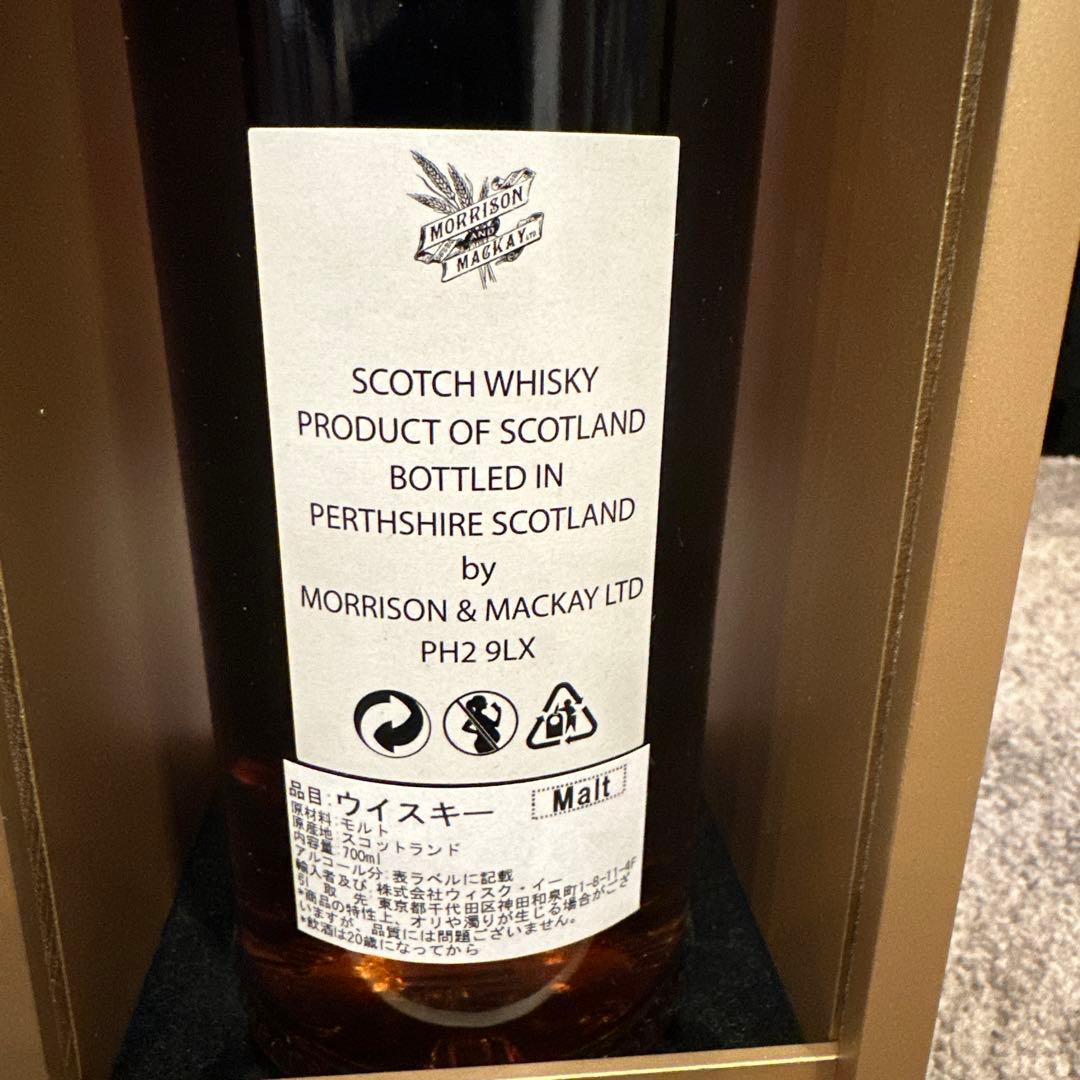 MORRISON
AND
MACKAY LTD
SCOTCH WHISKY
PRODUCT OF SCOTLAND
BOTTLED IN
PERTHSHIRE SCOTLAND
by
MORRISON & MACKAY LTD
PH2 9LX
品目:ウイスキー
Malt
原材料:モルト
原産地:スコットランド
内容量:700ml
アルコール分:表ラベルに記載
輸入者及び:株式会社ウィスク・イー
引取先:東京都千代田区神田和泉町1-8-11-4F
*商品の特性上、オリや濁りが生じる場合がござ
いますが、品質には問題ございません。
*飲酒は20歳になってから